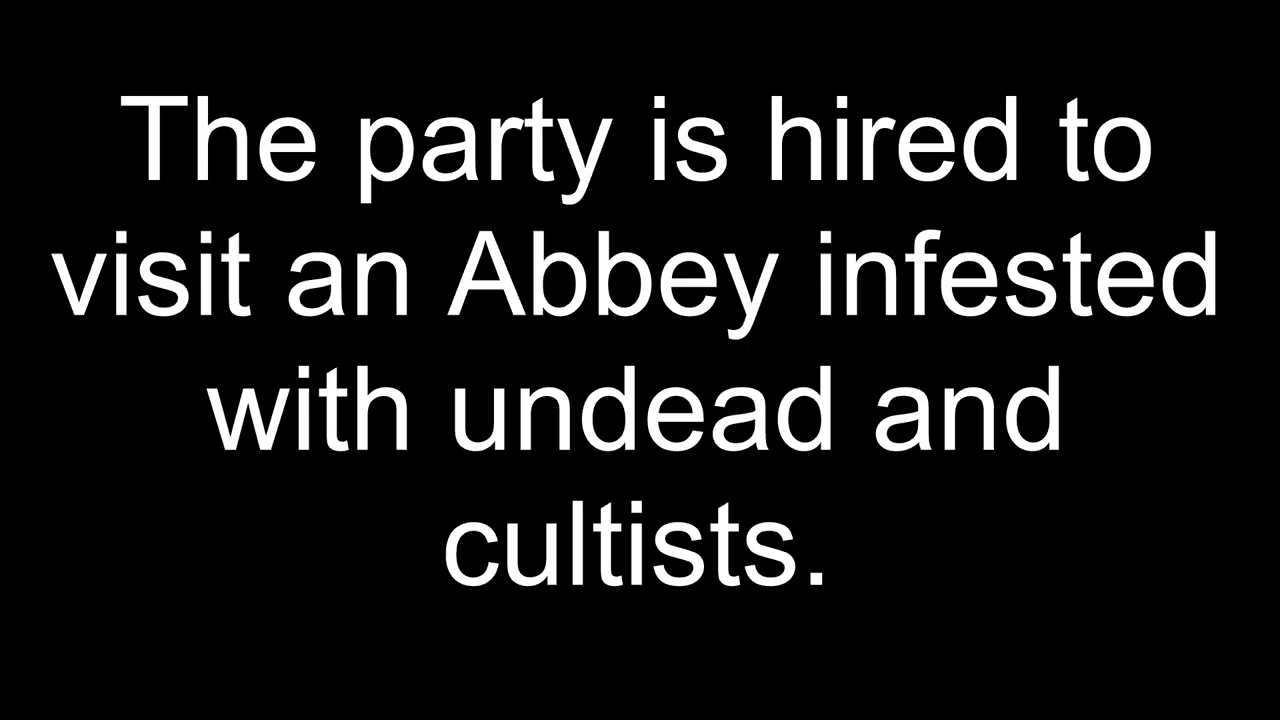 The party is hired to
visit an Abbey infested
with undead and
cultists.